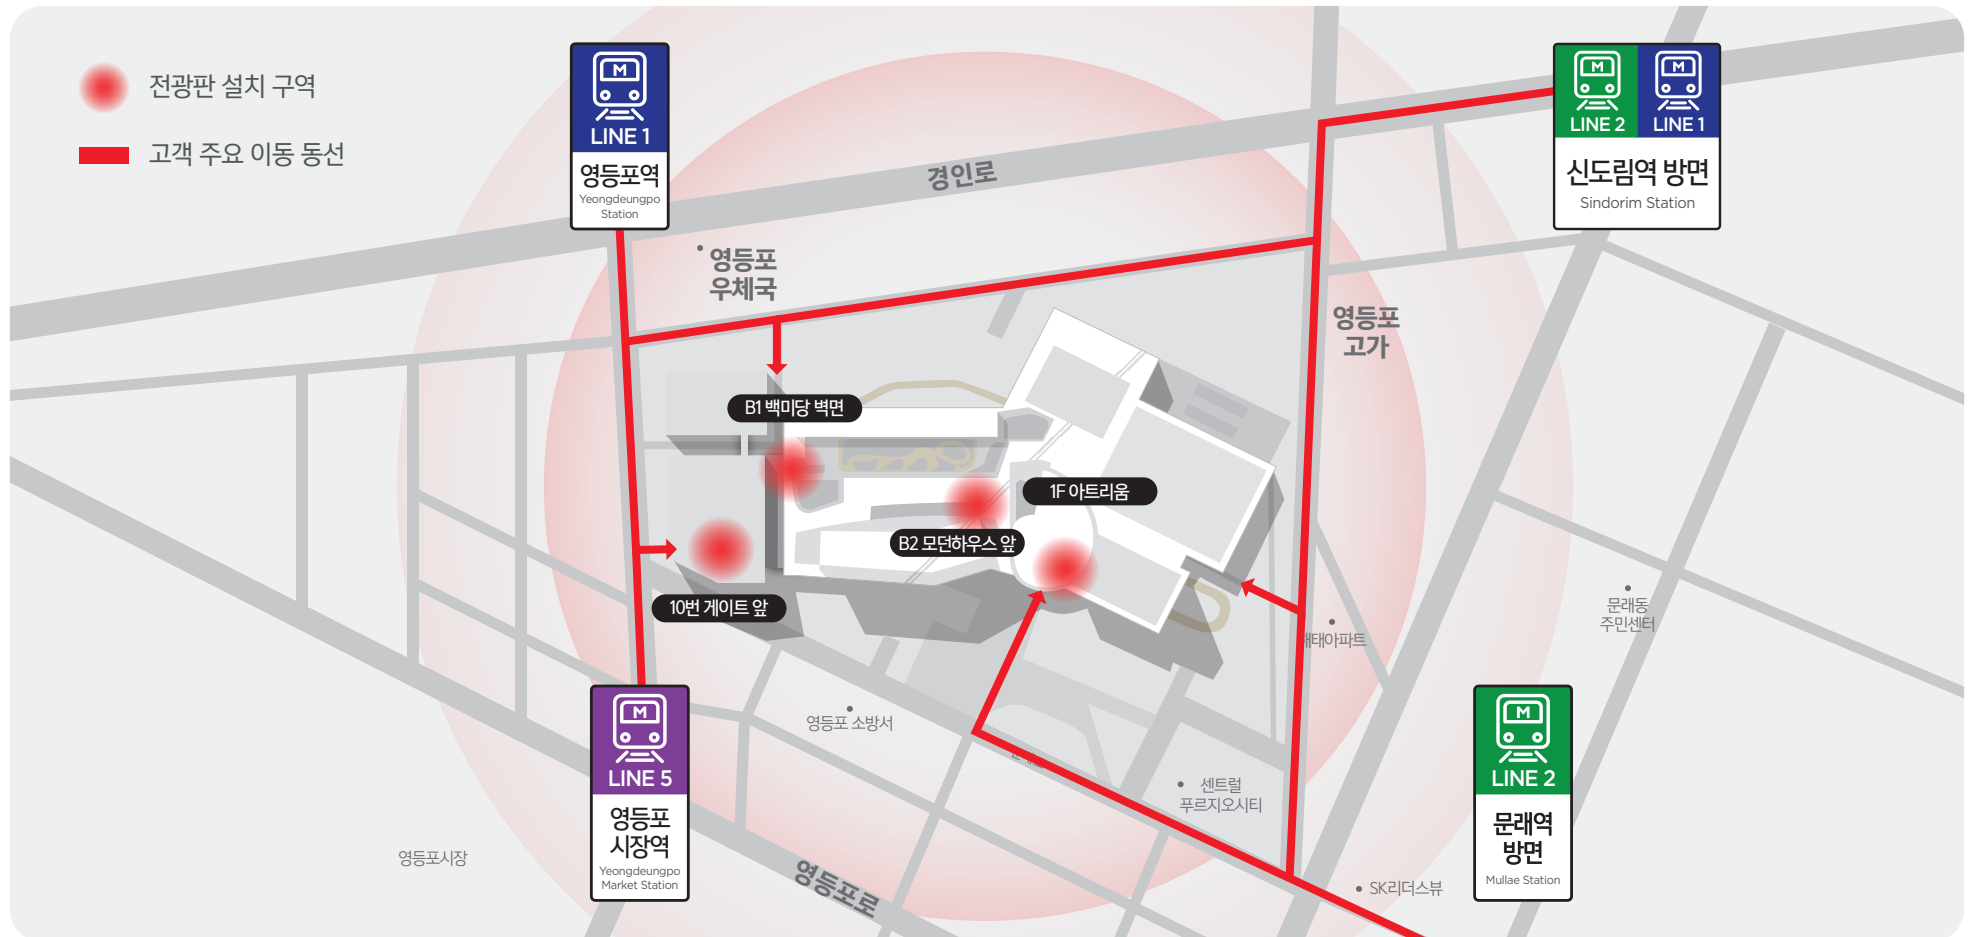 전광판 설치 구역
고객 주요 이동 동선
M
LINE 1
영등포역
Yeongdeungpo
Station
M
LINE 2
M
LINE 1
신도림역 방면
Sindorim Station
경인로
영등포
우체국
영등포
고가
B1 백미당 벽면
1F 아트리움
B2 모던하우스 앞
10번 게이트 앞
문래동
주민센터
영등포 소방서
센트럴
푸르지오시티
M
LINE 5
영등포
시장역
Yeongdeungpo
Market Station
M
LINE 2
문래역
방면
Mullae Station
영등포시장
영등포로
SK리더스뷰